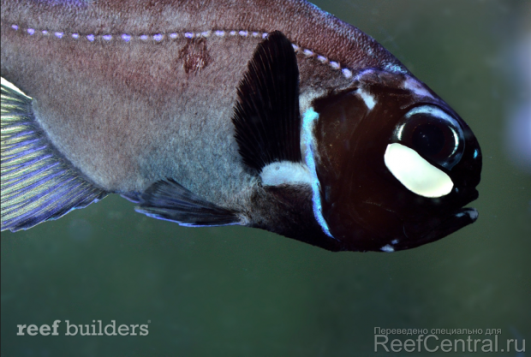 reef builders
Переведено специально для
ReefCentral.ru